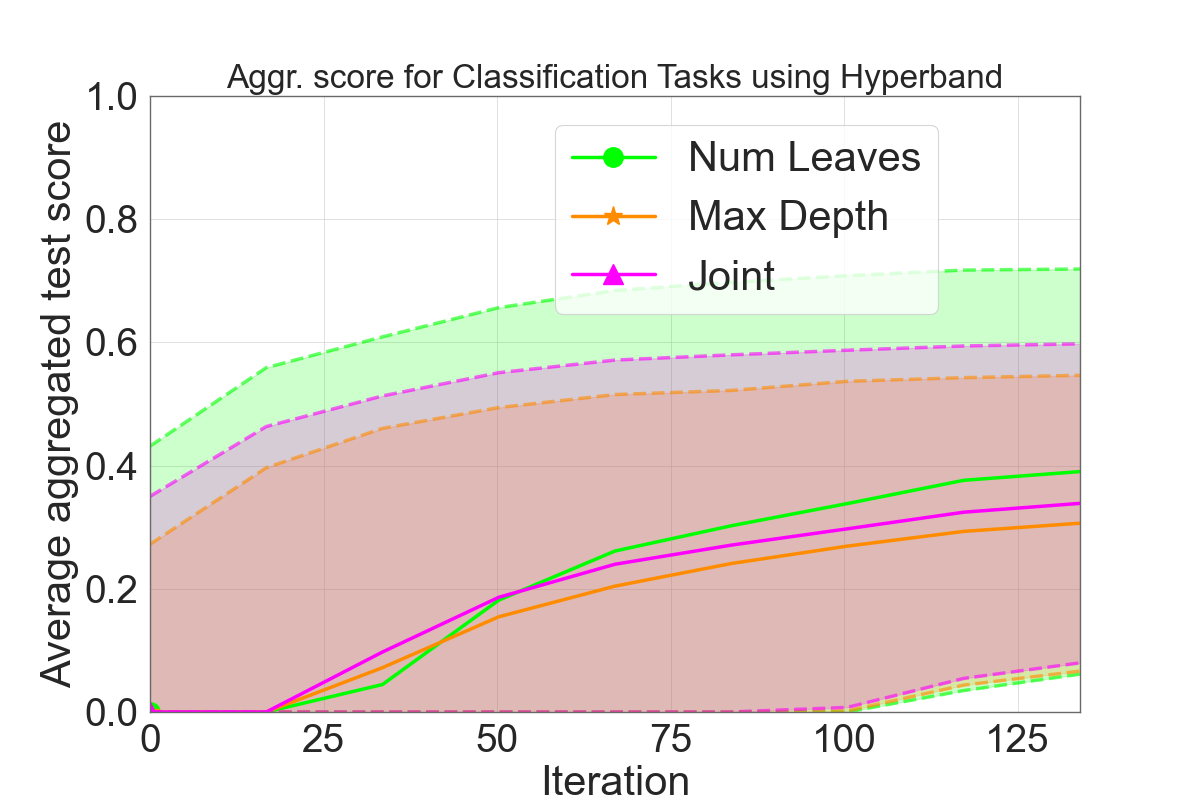 Aggr. score for Classification Tasks using Hyperband
Average aggregated test score
1.0
0.8
0.6
0.4
0.2
0.0
Num Leaves
Max Depth
Joint
0 25 50 75 100 125
Iteration